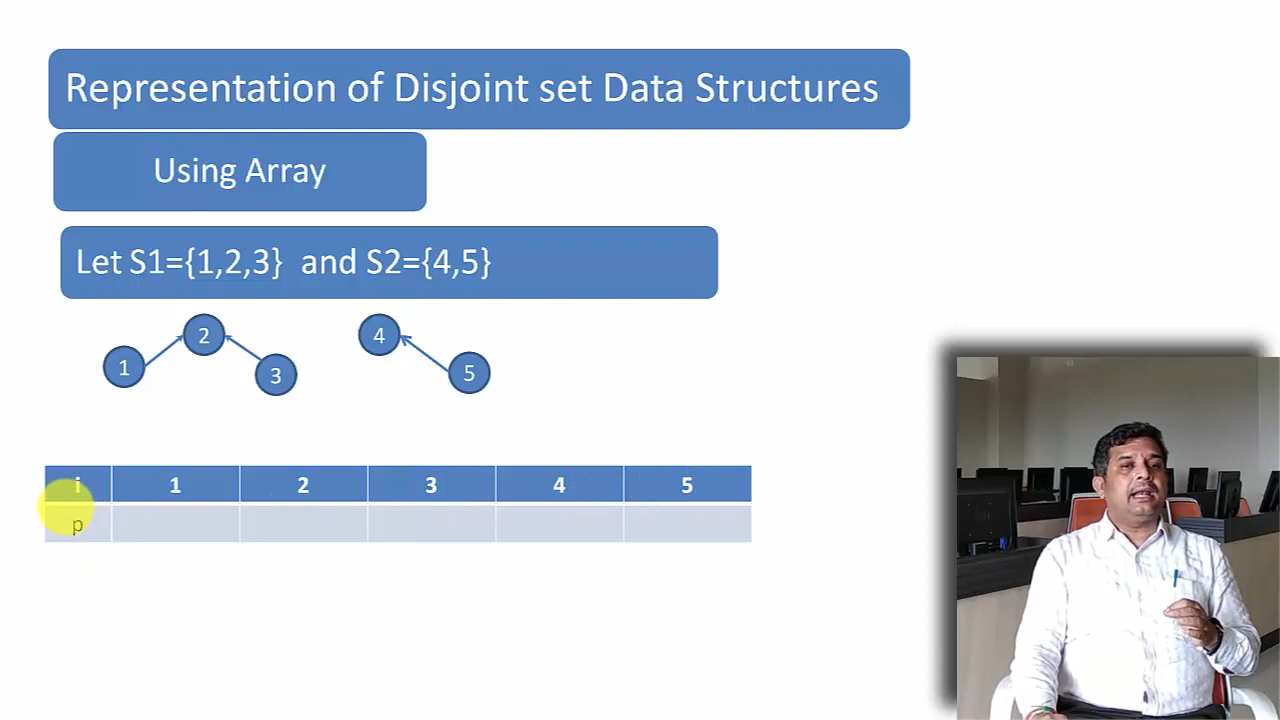 Representation of Disjoint set Data Structures
Using Array
Let S1={1,2,3} and S2={4,5}
2 4
1 3 5
i 1 2 3 4 5
p